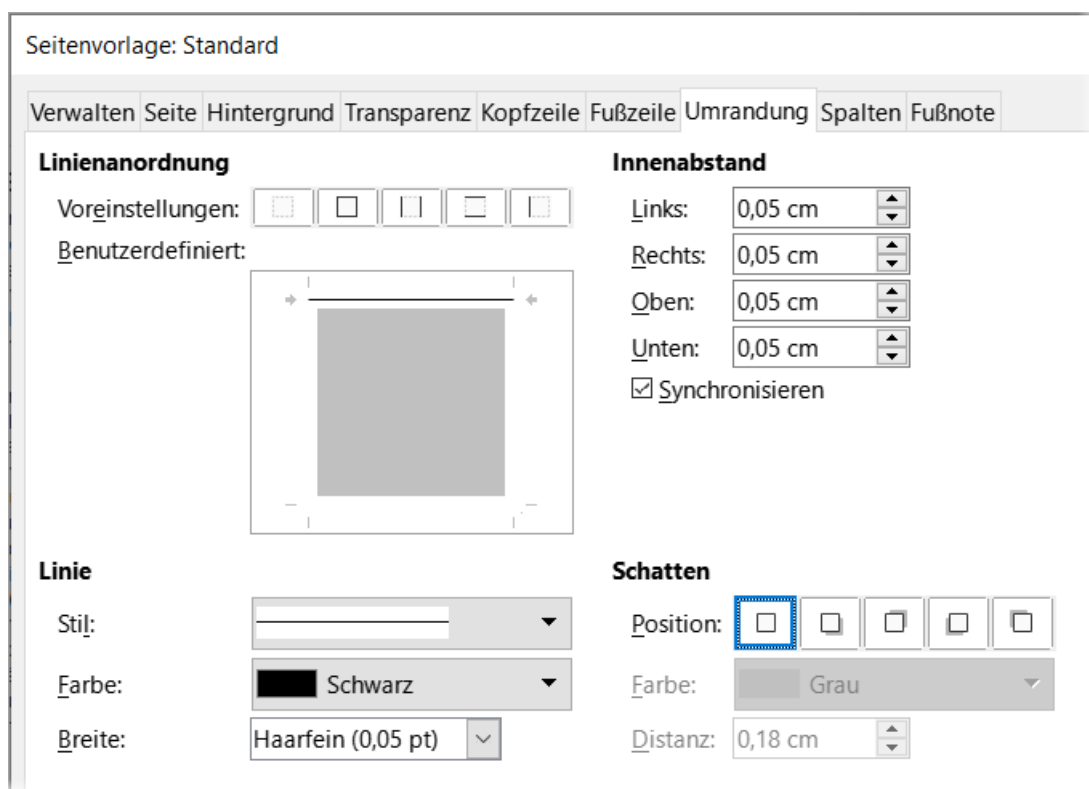 Seitenvorlage: Standard
Verwalten Seite Hintergrund Transparenz Kopfzeile Fußzeile Umrandung Spalten Fußnote
Linienanordnung
Voreinstellungen:
Benutzerdefiniert:
Innenabstand
Links: 0,05 cm
Rechts: 0,05 cm
Oben: 0,05 cm
Unten: 0,05 cm
Synchronisieren
Linie
Stil:
Farbe: Schwarz
Breite: Haarfein (0,05 pt)
Schatten
Position:
Farbe: Grau
Distanz: 0,18 cm